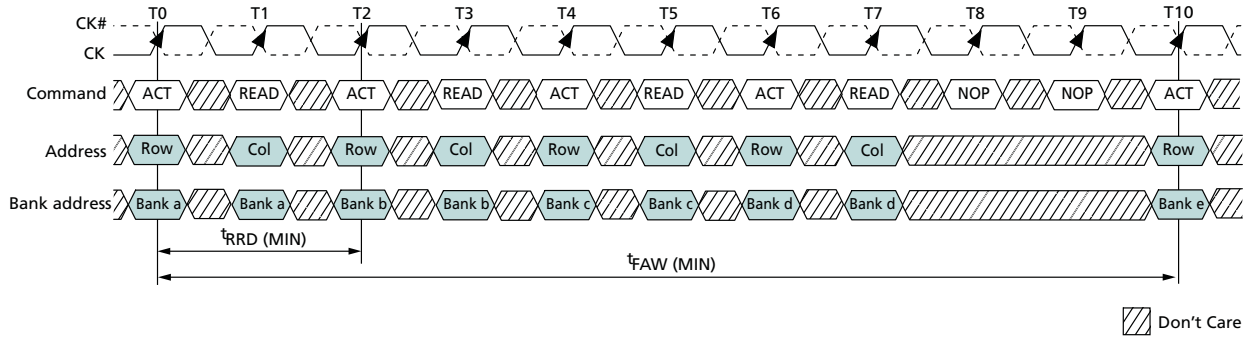 T0 T1 T2 T3 T4 T5 T6 T7 T8 T9 T10
CK#
CK
Command ACT READ ACT READ ACT READ ACT READ NOP NOP ACT
Address Row Col Row Col Row Col Row Col Row
Bank address Bank a Bank a Bank b Bank b Bank c Bank c Bank d Bank d Bank e
tRRD (MIN)
tFAW (MIN)
Don't Care